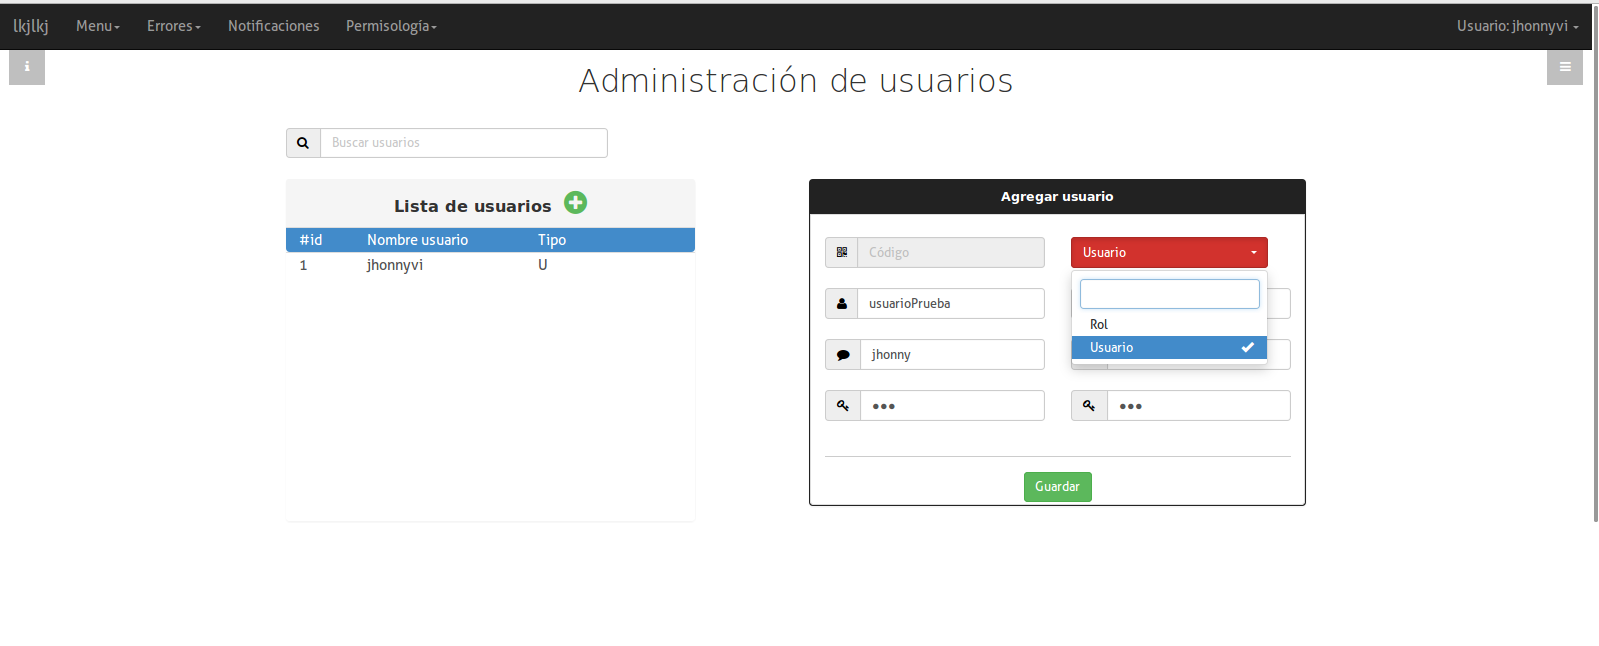 lkjlkj Menu Errores Notificaciones Permisología Usuario: jhonnyvi
Administración de usuarios
Buscar usuarios
Lista de usuarios
#id Nombre usuario Tipo
1 jhonnyvi U
Agregar usuario
Código Usuario
usuarioPrueba
Rol
jhonny Usuario
●●● ●●●
Guardar